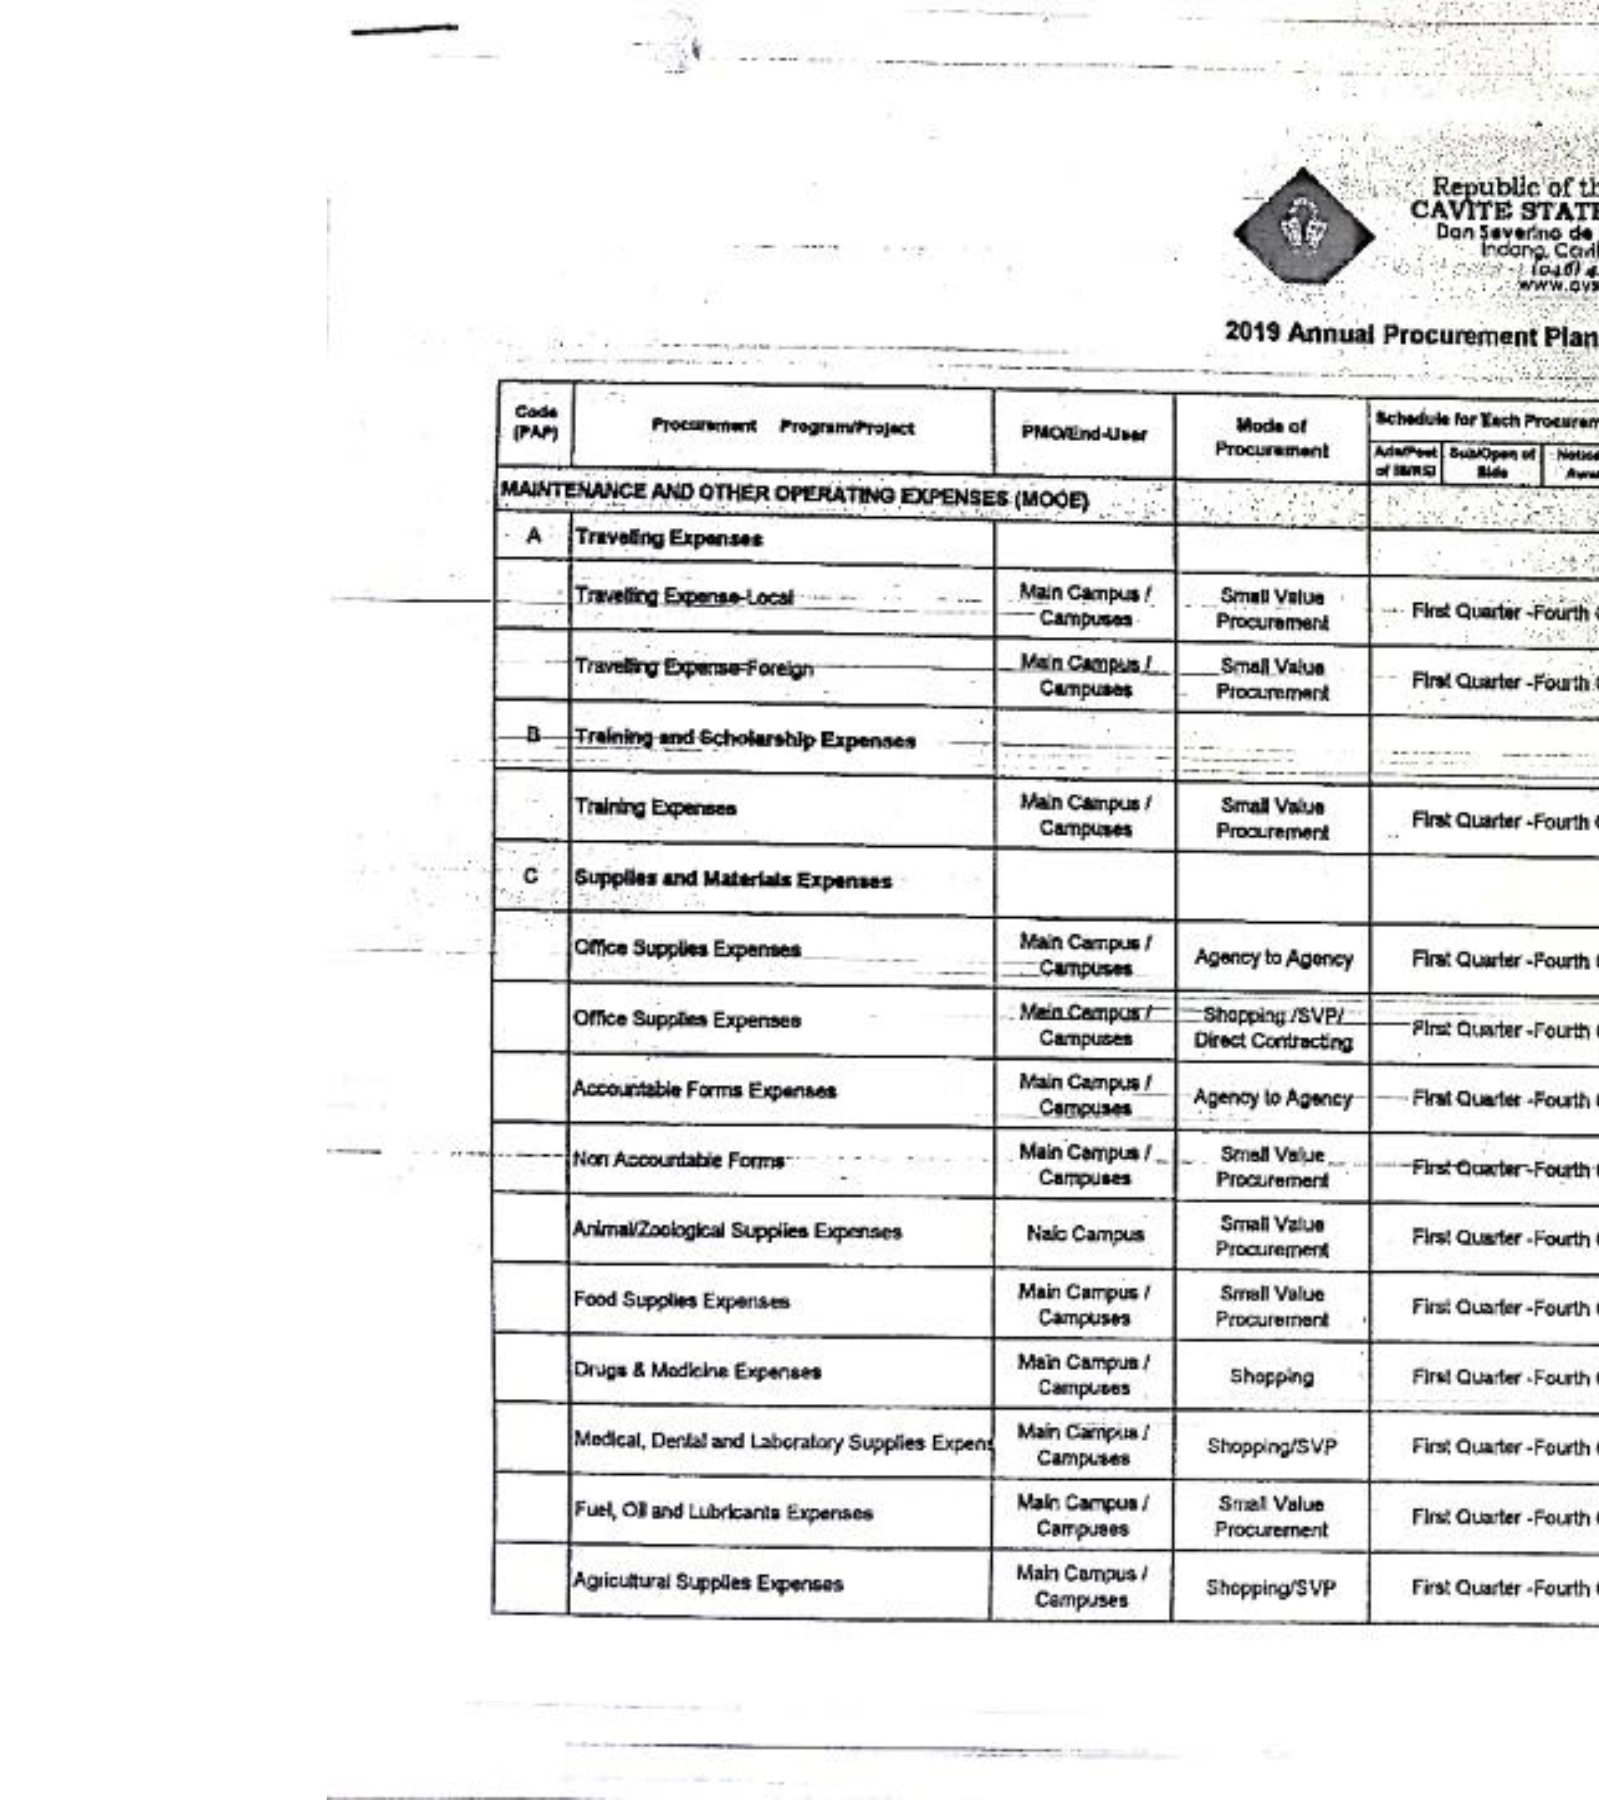 Republic of th
CAVITE STATE
Don Severino de
Indang, Cavi
(046) 4
www.cvs
2019 Annual Procurement Plan
Code (PAP) Procurement Program/Project PMO/End-User Mode of Procurement Schedule for Each Procurem
Ads/Post of IB/REI Sub/Open of Bids Notice Awa
MAINTENANCE AND OTHER OPERATING EXPENSES (MOOE)
A Traveling Expenses
Travelling Expense-Local Main Campus / Campuses Small Value Procurement First Quarter -Fourth
Travelling Expense-Foreign Main Campus / Campuses Small Value Procurement First Quarter -Fourth
B Training and Scholarship Expenses
Training Expenses Main Campus / Campuses Small Value Procurement First Quarter -Fourth
C Supplies and Materials Expenses
Office Supplies Expenses Main Campus / Campuses Agency to Agency First Quarter -Fourth
Office Supplies Expenses Main Campus / Campuses Shopping /SVP/ Direct Contracting First Quarter -Fourth
Accountable Forms Expenses Main Campus / Campuses Agency to Agency First Quarter -Fourth
Non Accountable Forms Main Campus / Campuses Small Value Procurement First Quarter -Fourth
Animal/Zoological Supplies Expenses Naic Campus Small Value Procurement First Quarter -Fourth
Food Supplies Expenses Main Campus / Campuses Small Value Procurement First Quarter -Fourth
Drugs & Medicine Expenses Main Campus / Campuses Shopping First Quarter -Fourth
Medical, Dental and Laboratory Supplies Expens Main Campus / Campuses Shopping/SVP First Quarter -Fourth
Fuel, Oil and Lubricants Expenses Main Campus / Campuses Small Value Procurement First Quarter -Fourth
Agricultural Supplies Expenses Main Campus / Campuses Shopping/SVP First Quarter -Fourth